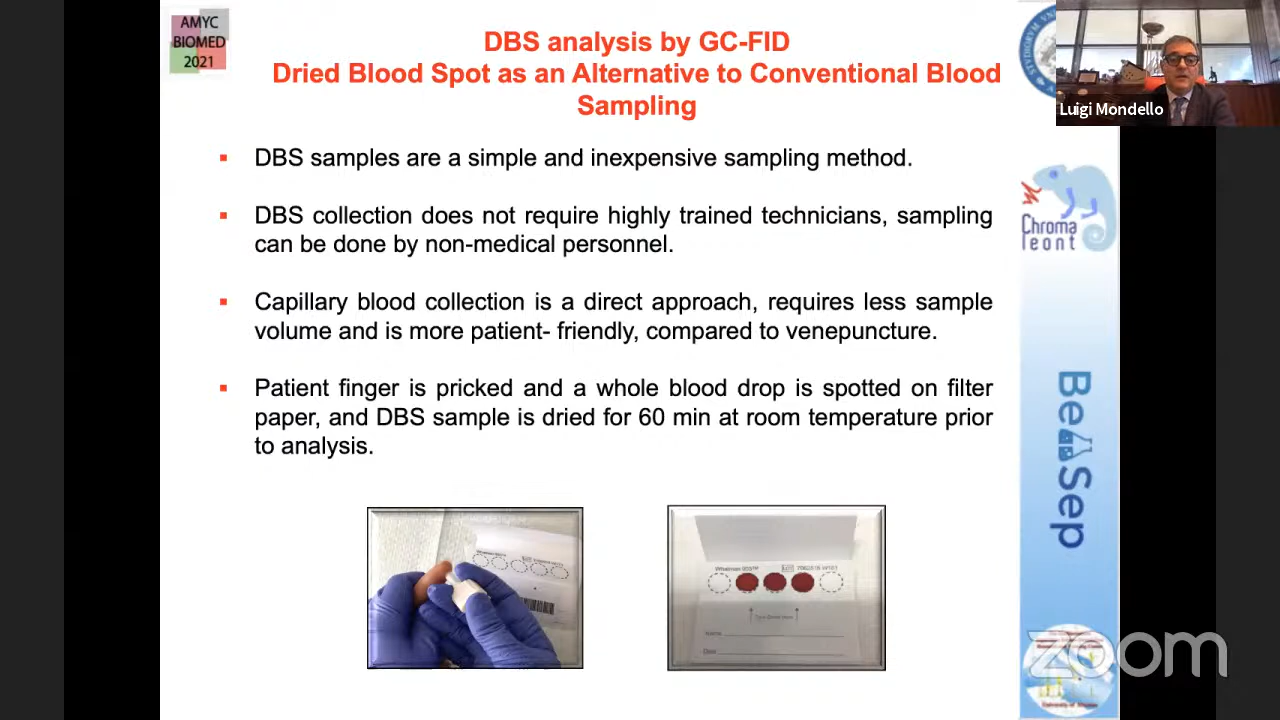 AMYC
BIOMED
2021
DBS analysis by GC-FID
Dried Blood Spot as an Alternative to Conventional Blood
Sampling
Luigi Mondello
▪ DBS samples are a simple and inexpensive sampling method.
▪ DBS collection does not require highly trained technicians, sampling
can be done by non-medical personnel.
▪ Capillary blood collection is a direct approach, requires less sample
volume and is more patient- friendly, compared to venepuncture.
▪ Patient finger is pricked and a whole blood drop is spotted on filter
paper, and DBS sample is dried for 60 min at room temperature prior
to analysis.
Chroma
leont
BeSep
Whatman 903™
Name
Date
zoom